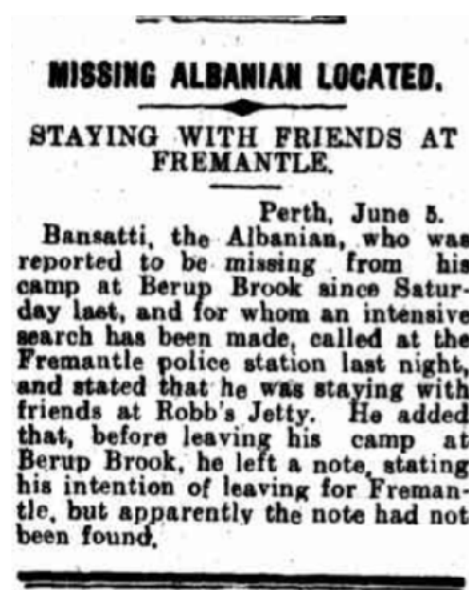 MISSING ALBANIAN LOCATED.
STAYING WITH FRIENDS AT
FREMANTLE.
Perth, June 5.
Bansatti, the Albanian, who was
reported to be missing from his
camp at Berup Brook since Satur-
day last, and for whom an intensive
search has been made, called at the
Fremantle police station last night,
and stated that he was staying with
friends at Robb's Jetty. He added
that, before leaving his camp at
Berup Brook, he left a note, stating
his intention of leaving for Freman-
tle, but apparently the note had not
been found.